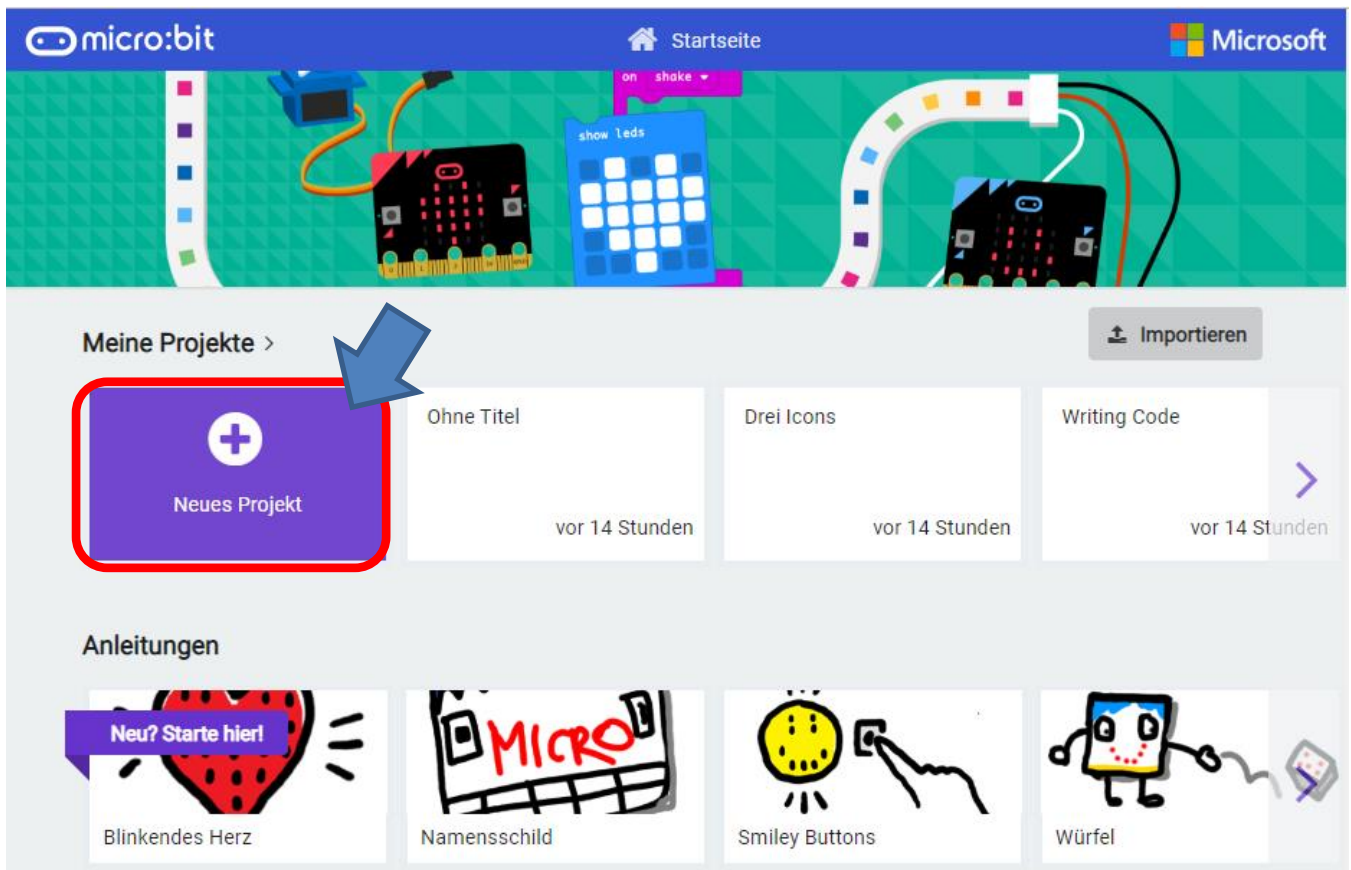 micro:bit
Startseite
Microsoft
on shake
show leds
Meine Projekte >
Importieren
Neues Projekt
Ohne Titel
vor 14 Stunden
Drei Icons
vor 14 Stunden
Writing Code
vor 14 Stunden
Anleitungen
Neu? Starte hier!
MICRO
Blinkendes Herz
Namensschild
Smiley Buttons
Würfel